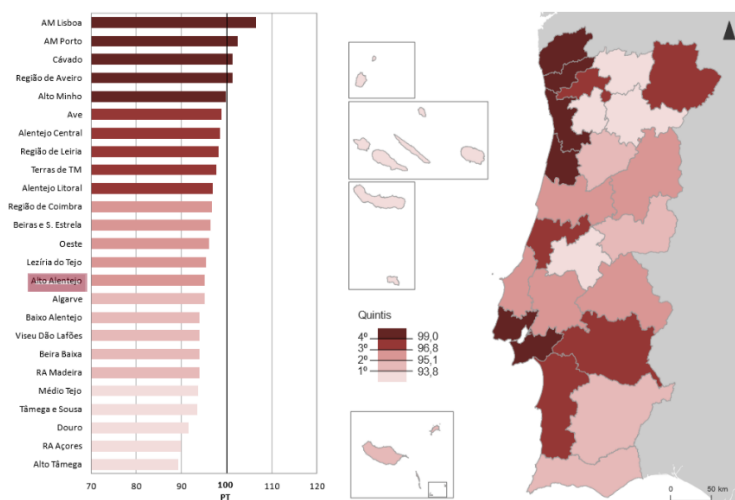 AM Lisboa
AM Porto
Cávado
Região de Aveiro
Alto Minho
Ave
Alentejo Central
Região de Leiria
Terras de TM
Alentejo Litoral
Região de Coimbra
Beiras e S. Estrela
Oeste
Lezíria do Tejo
Alto Alentejo
Algarve
Baixo Alentejo
Viseu Dão Lafões
Beira Baixa
RA Madeira
Médio Tejo
Tâmega e Sousa
Douro
RA Açores
Alto Tâmega
70 80 90 100 110 120
PT
Quintis
4º 99,0
3º 96,8
2º 95,1
1º 93,8
0 50 km